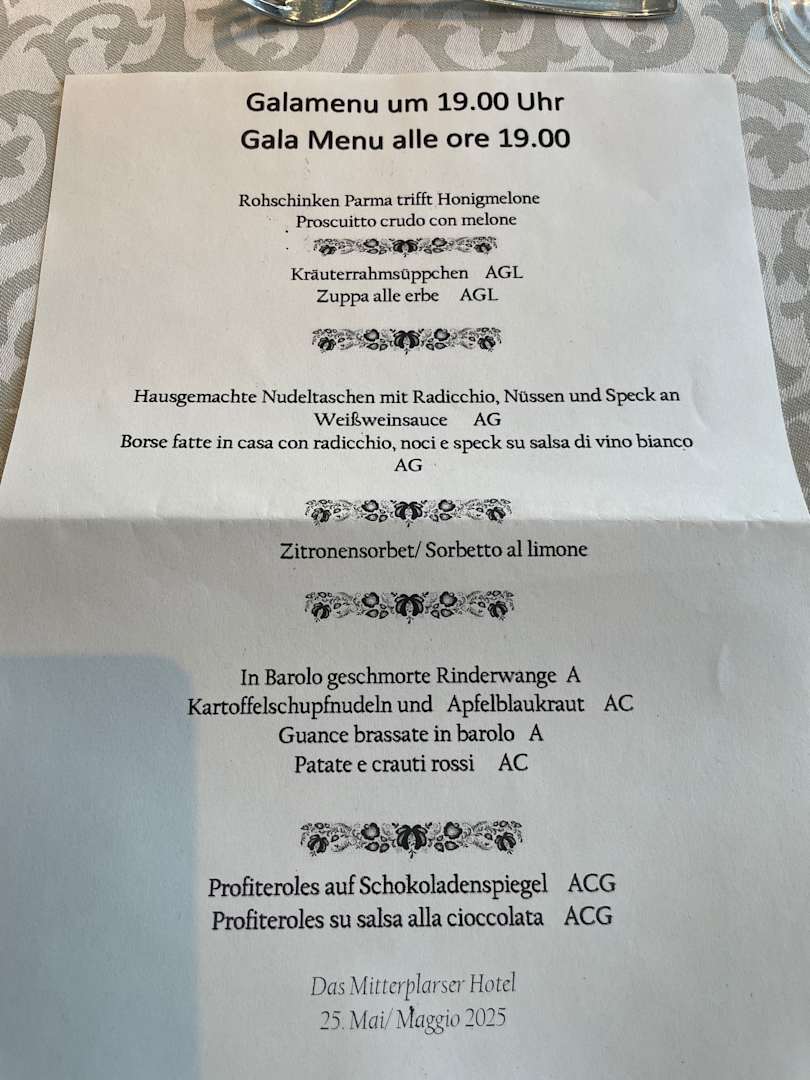 Galamenu um 19.00 Uhr
Gala Menu alle ore 19.00
Rohschinken Parma trifft Honigmelone
Proscuitto crudo con melone
Kräuterrahmsüppchen AGL
Zuppa alle erbe AGL
Hausgemachte Nudeltaschen mit Radicchio, Nüssen und Speck an
Weißweinsauce AG
Borse fatte in casa con radicchio, noci e speck su salsa di vino bianco
AG
Zitronensorbet/ Sorbetto al limone
In Barolo geschmorte Rinderwange A
Kartoffelschupfnudeln und Apfelblaukraut AC
Guance brassate in barolo A
Patate e crauti rossi AC
Profiteroles auf Schokoladenspiegel ACG
Profiteroles su salsa alla cioccolata ACG
Das Mitterplarser Hotel
25. Mai/ Maggio 2025